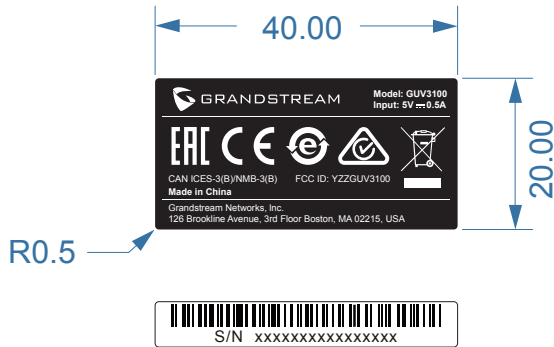 40.00
GRANDSTREAM
Model: GUV3100
Input: 5V⎓0.5A
20.00
EAC CE e
CAN ICES-3(B)/NMB-3(B) FCC ID: YZZGUV3100
Made in China
Grandstream Networks, Inc.
126 Brookline Avenue, 3rd Floor Boston, MA 02215, USA
R0.5
S/N xxxxxxxxxxxxxxxx